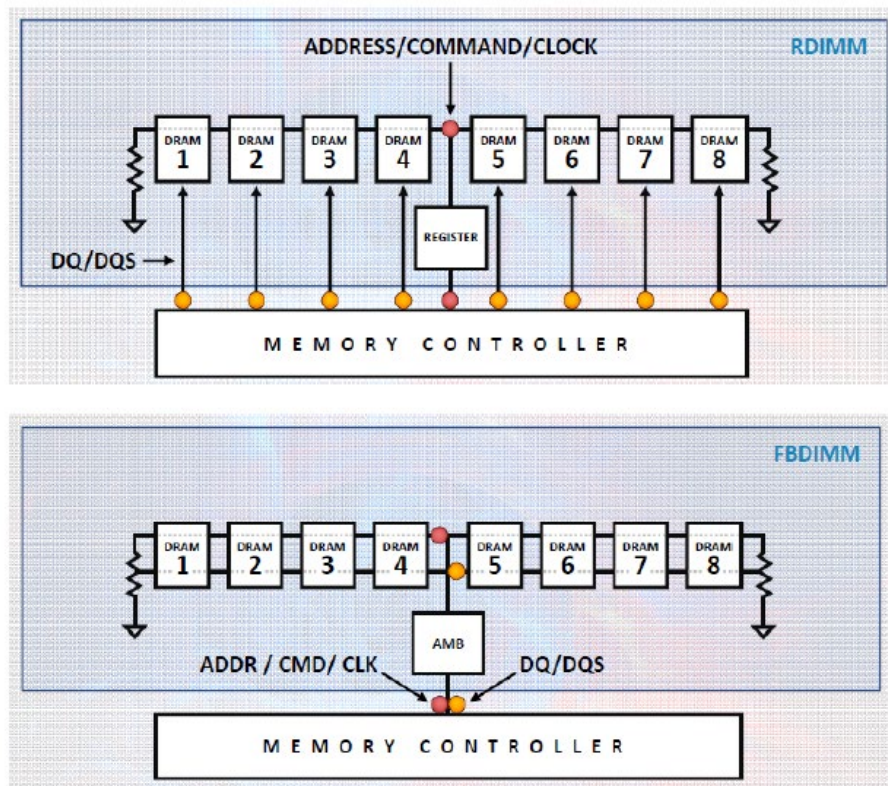 ADDRESS/COMMAND/CLOCK
RDIMM
DRAM 1
DRAM 2
DRAM 3
DRAM 4
DRAM 5
DRAM 6
DRAM 7
DRAM 8
REGISTER
DQ/DQS
MEMORY CONTROLLER
FBDIMM
DRAM 1
DRAM 2
DRAM 3
DRAM 4
DRAM 5
DRAM 6
DRAM 7
DRAM 8
AMB
ADDR / CMD/ CLK
DQ/DQS
MEMORY CONTROLLER